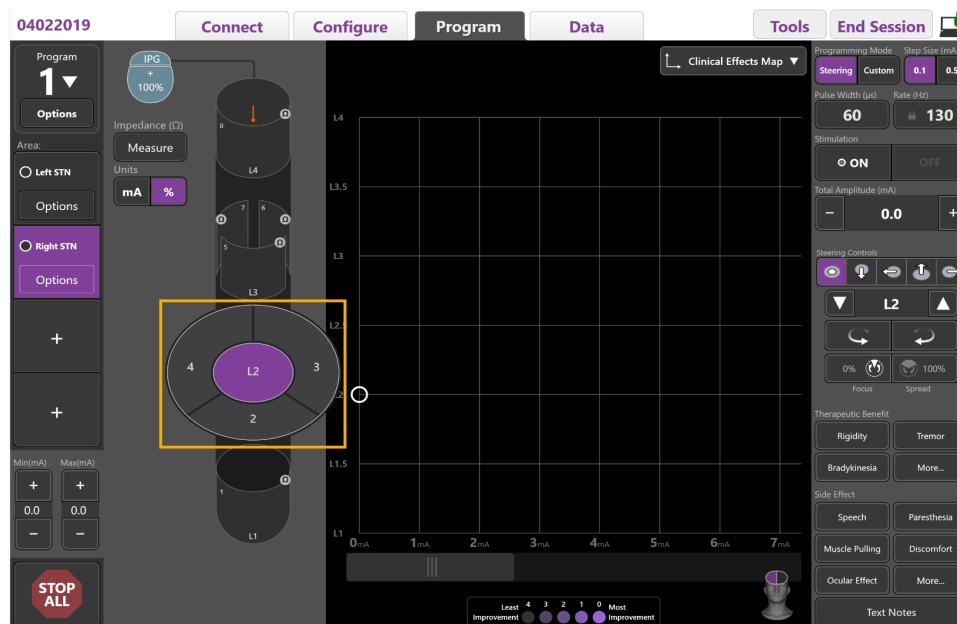 04022019
Connect
Configure
Program
Data
Tools
End Session
Program
1
Options
Area:
Left STN
Options
Right STN
Options
+
+
Min(mA) Max(mA)
+ +
0.0 0.0
− −
STOP
ALL
IPG
+
100%
Impedance (Ω)
Measure
Units
mA %
8
Ω
L4
7 6
Ω Ω
5 Ω
L3
4 L2 3
2
Ω
1
L1
Clinical Effects Map
L4
L3.5
L3
L2.5
L2
L1.5
L1
0mA 1mA 2mA 3mA 4mA 5mA 6mA 7mA
Least 4 3 2 1 0 Most
Improvement Improvement
Programming Mode Step Size (mA)
Steering Custom 0.1 0.5
Pulse Width (µs) Rate (Hz)
60 130
Stimulation
ON OFF
Total Amplitude (mA)
− 0.0 +
Steering Controls
L2
0% 100%
Focus Spread
Therapeutic Benefit
Rigidity Tremor
Bradykinesia More...
Side Effect
Speech Paresthesia
Muscle Pulling Discomfort
Ocular Effect More...
Text Notes